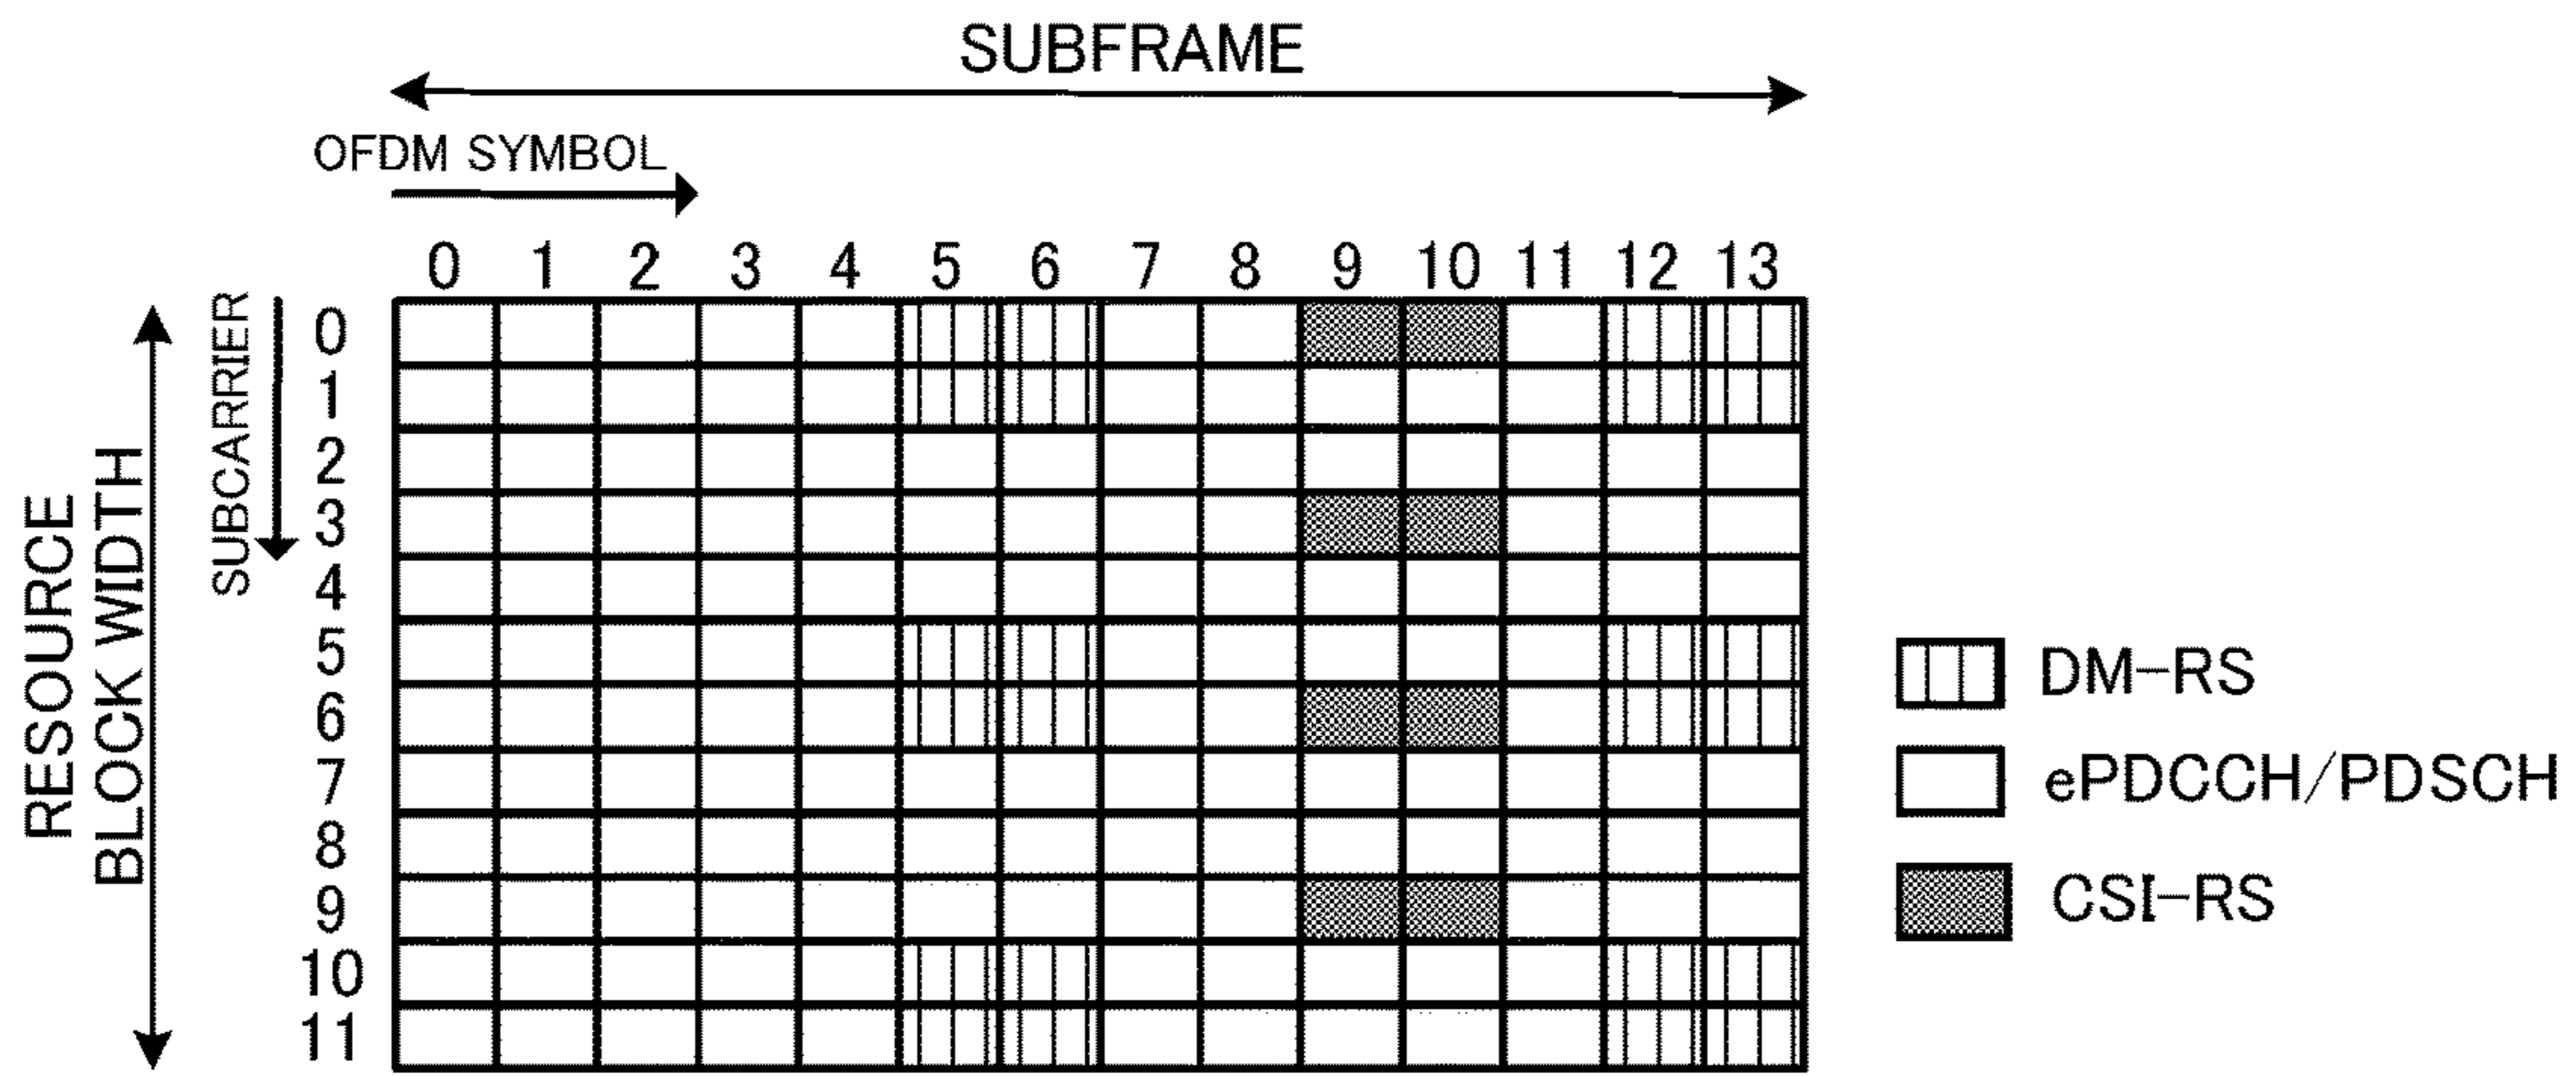 SUBFRAME
OFDM SYMBOL
0 1 2 3 4 5 6 7 8 9 10 11 12 13
RESOURCE
BLOCK WIDTH
SUBCARRIER
0
1
2
3
4
5
6
7
8
9
10
11
DM-RS
ePDCCH/PDSCH
CSI-RS